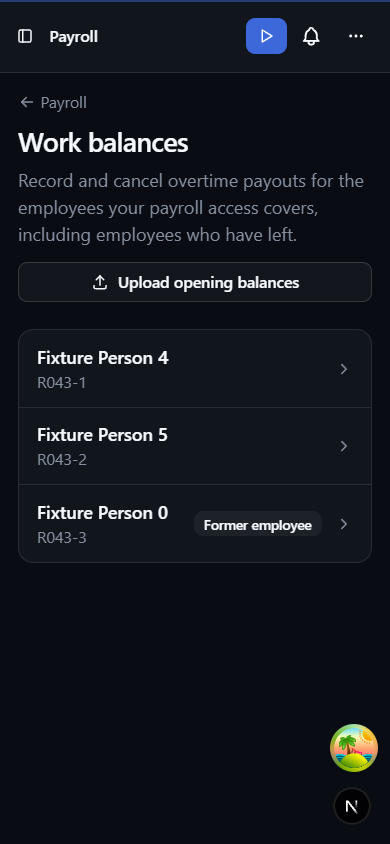 Payroll
Payroll
Work balances
Record and cancel overtime payouts for the
employees your payroll access covers,
including employees who have left.
Upload opening balances
Fixture Person 4
R043-1
Fixture Person 5
R043-2
Fixture Person 0
R043-3
Former employee
N